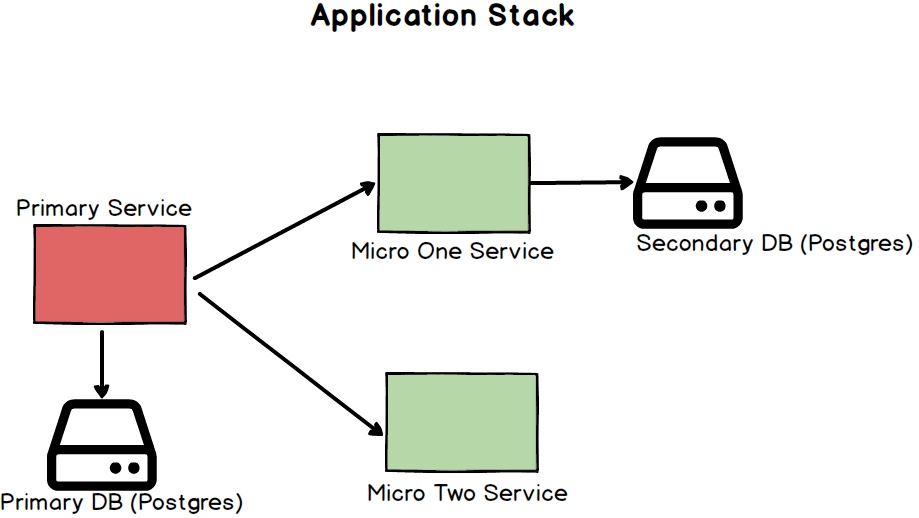 Application Stack
Primary Service
Micro One Service
Secondary DB (Postgres)
Micro Two Service
Primary DB (Postgres)